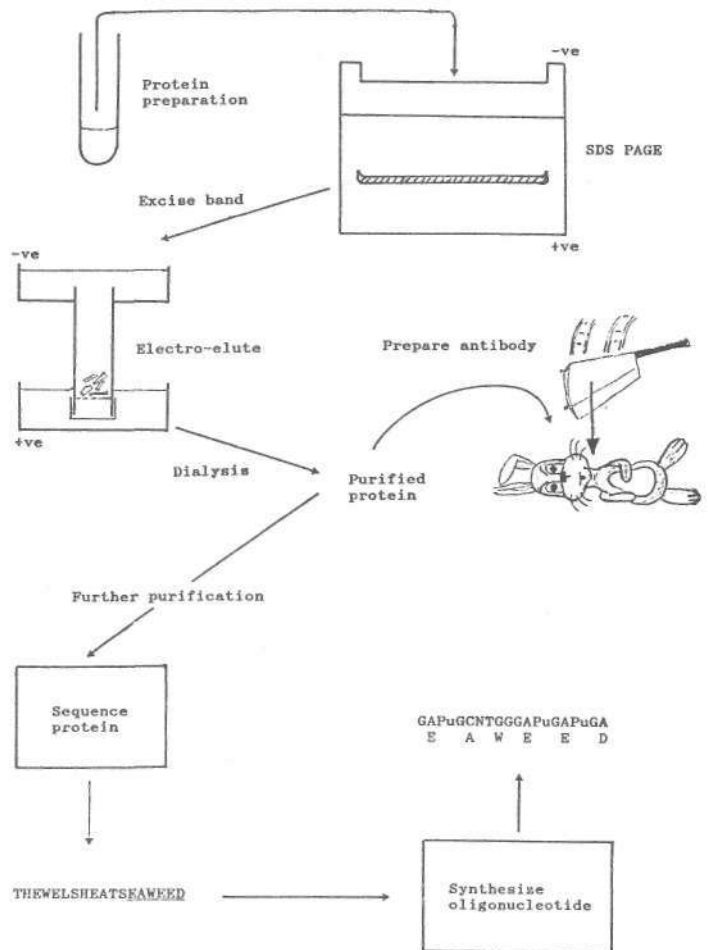 -ve
Protein
preparation
SDS PAGE
Excise band
+ve
-ve
Electro-elute
Prepare antibody
+ve
Dialysis
Purified
protein
Further purification
Sequence
protein
GAPuGCNTGGGAPuGAPuGA
E A W E E D
THEWELSHEATSEAWEED
Synthesize
oligonucleotide